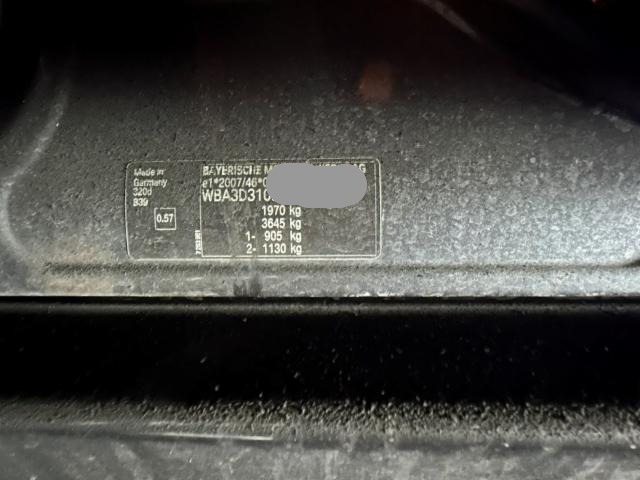 Made in
Germany
320d
B39
0.57
BAYERISCHE M
e1*2007/46*0
WBA3D310
1970 kg
3645 kg
1- 905 kg
2- 1130 kg